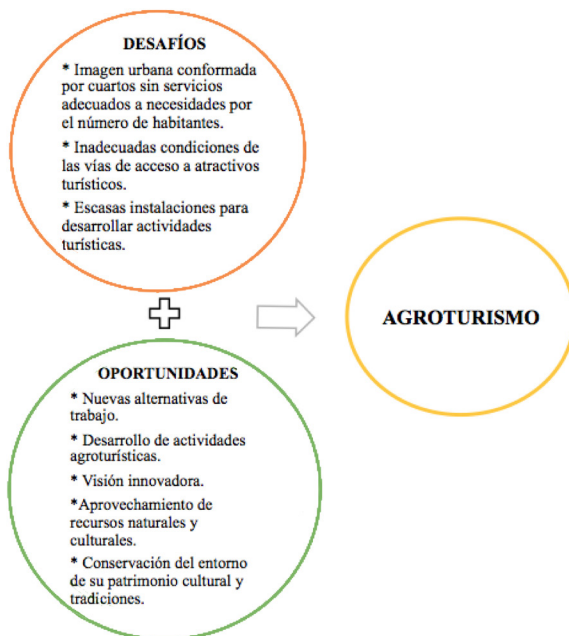 DESAFÍOS
* Imagen urbana conformada
por cuartos sin servicios
adecuados a necesidades por
el número de habitantes.
* Inadecuadas condiciones de
las vías de acceso a atractivos
turísticos.
* Escasas instalaciones para
desarrollar actividades
turísticas.
AGROTURISMO
OPORTUNIDADES
* Nuevas alternativas de
trabajo.
* Desarrollo de actividades
agroturísticas.
* Visión innovadora.
*Aprovechamiento de
recursos naturales y
culturales.
* Conservación del entorno
de su patrimonio cultural y
tradiciones.